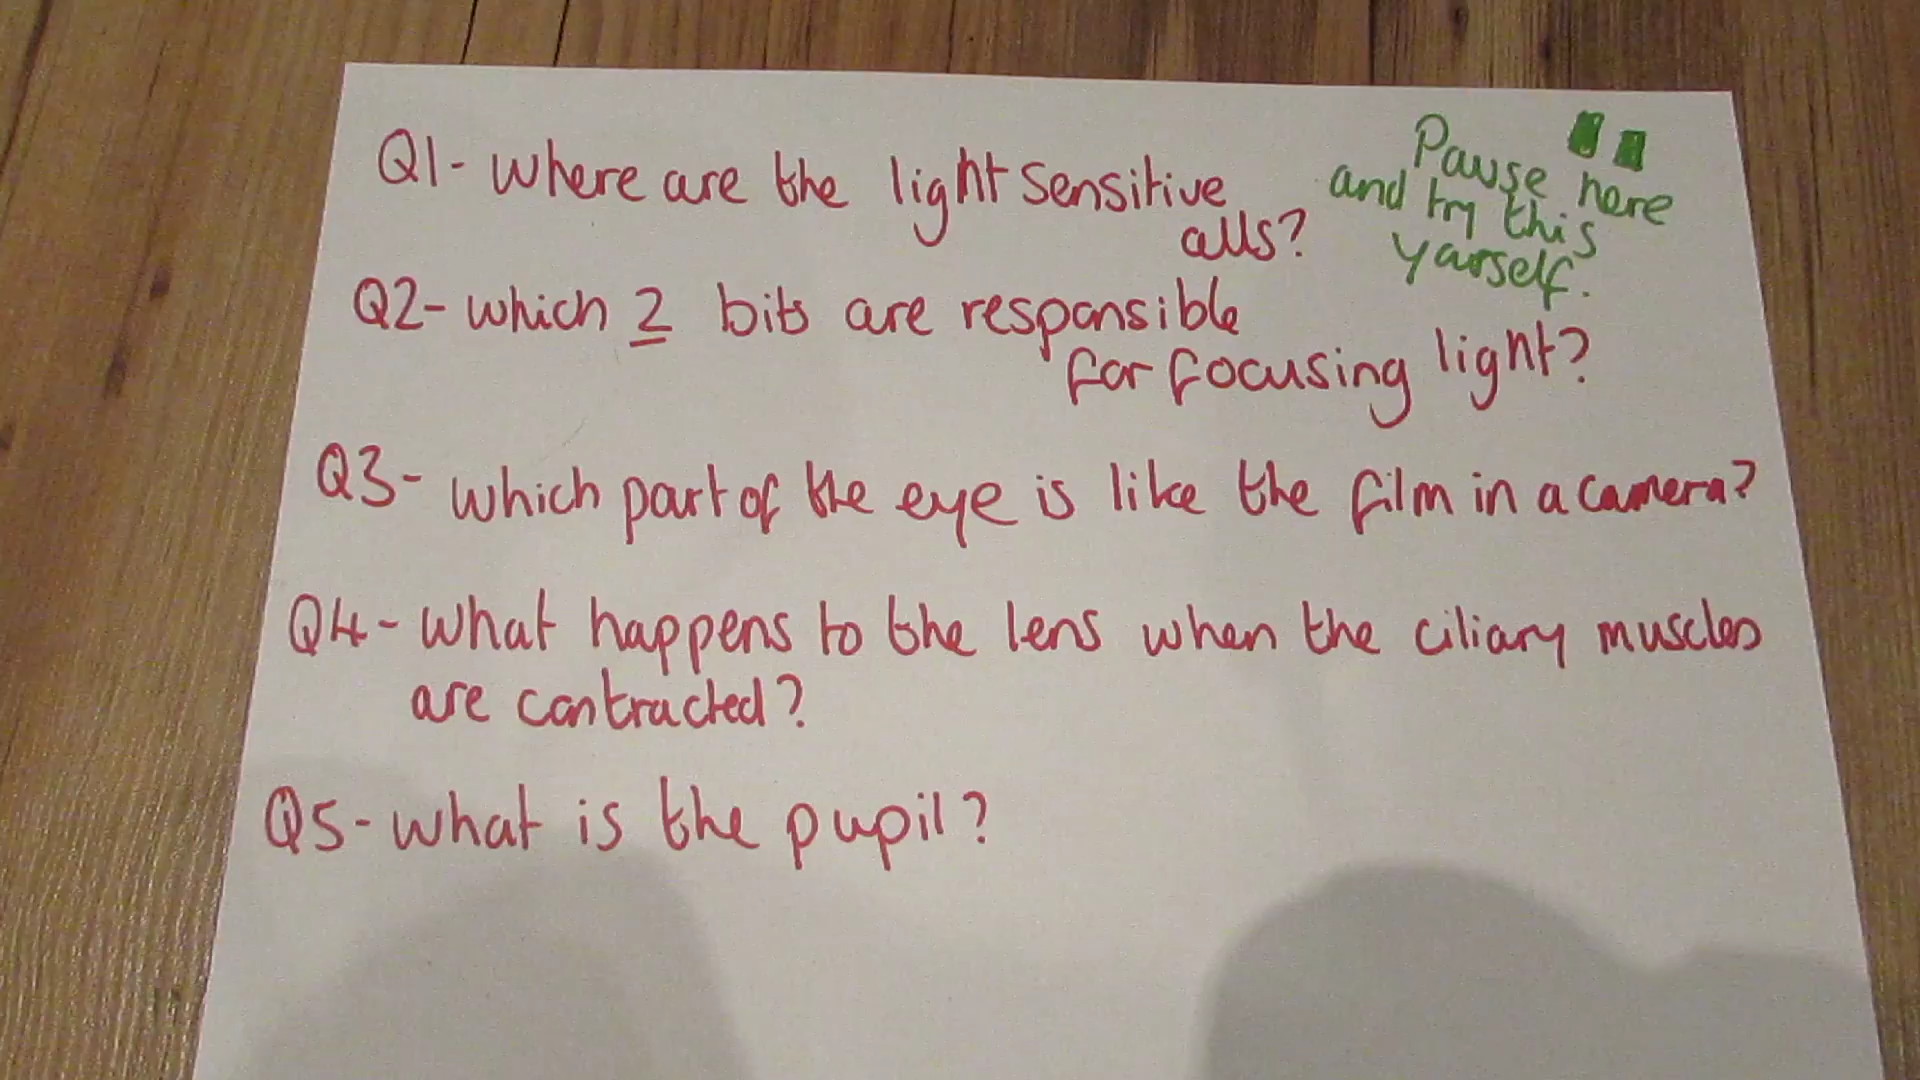 Q1- where are the light sensitive
cells?
Pause here
and try this
yourself.
Q2- which 2 bits are responsible
for focusing light?
Q3- which part of the eye is like the film in a camera?
Q4- what happens to the lens when the ciliary muscles
are contracted?
Q5- what is the pupil?